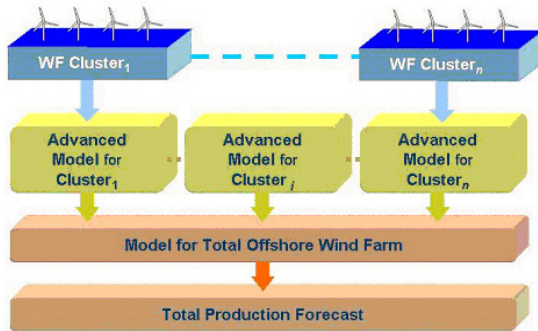 WF Cluster1
WF Clustern
Advanced
Model for
Cluster1
Advanced
Model for
Cluster i
Advanced
Model for
Clustern
Model for Total Offshore Wind Farm
Total Production Forecast